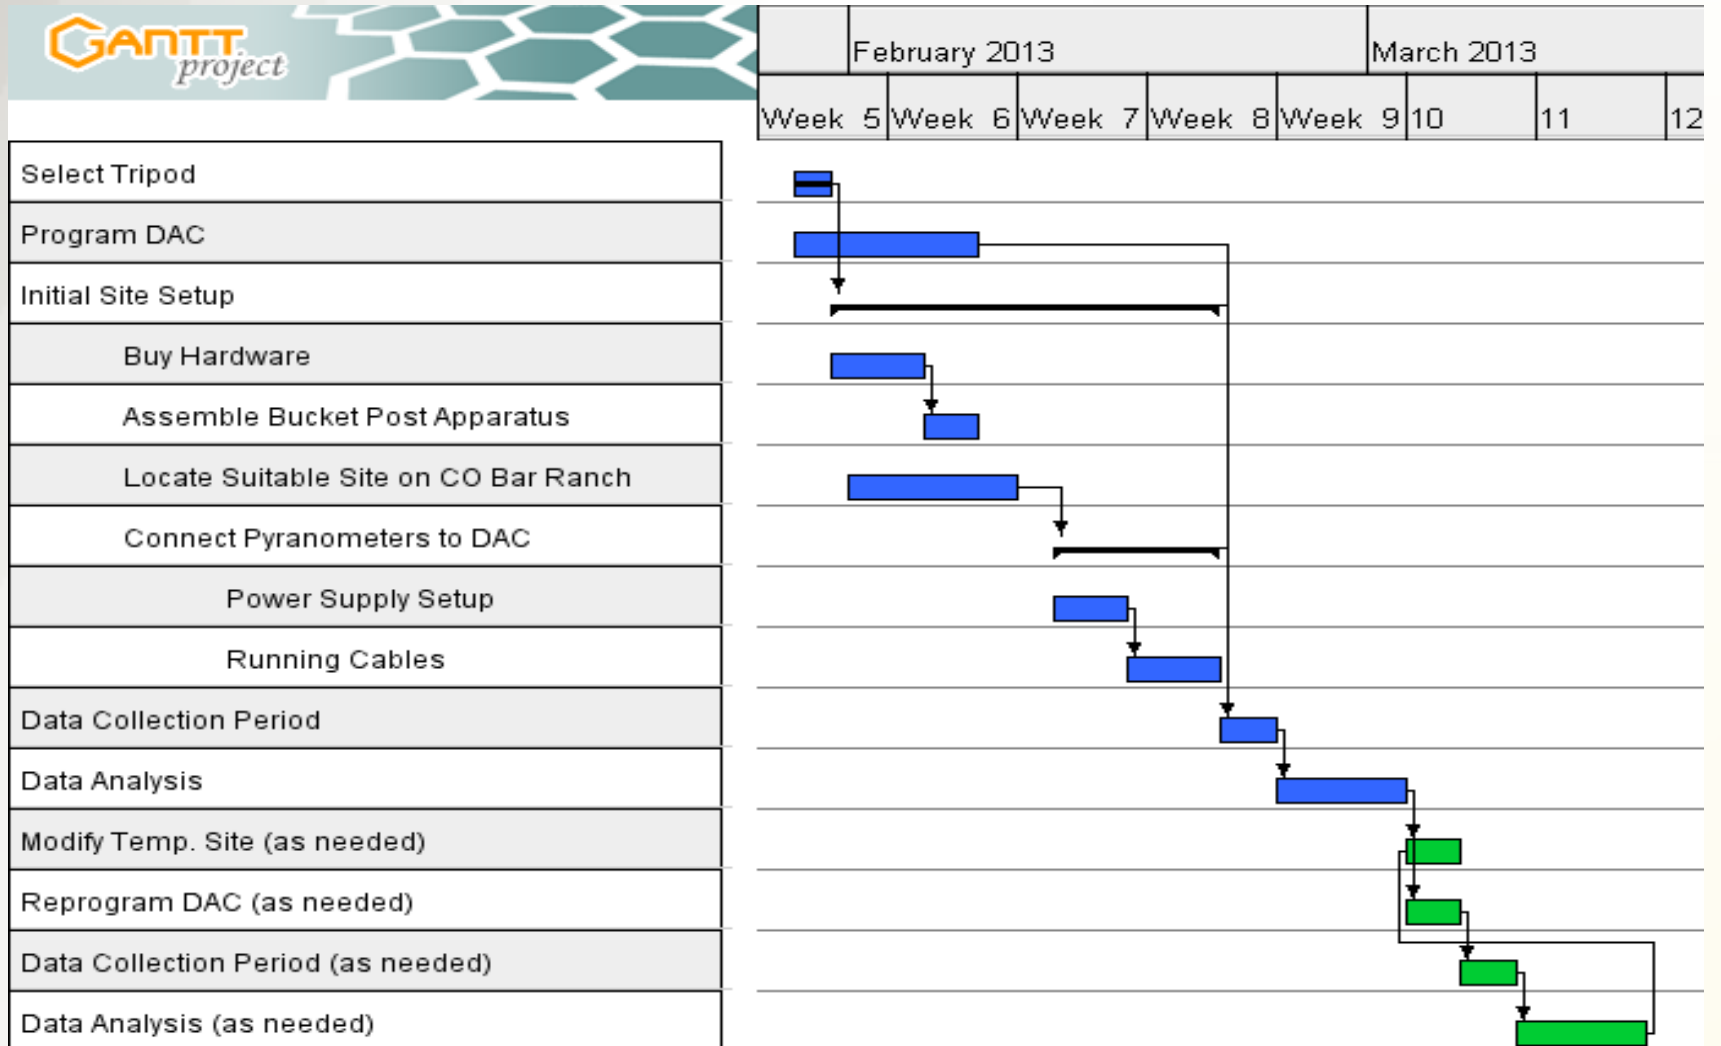 GANTT
project
February 2013
March 2013
Week 5
Week 6
Week 7
Week 8
Week 9
10
11
12
Select Tripod
Program DAC
Initial Site Setup
Buy Hardware
Assemble Bucket Post Apparatus
Locate Suitable Site on CO Bar Ranch
Connect Pyranometers to DAC
Power Supply Setup
Running Cables
Data Collection Period
Data Analysis
Modify Temp. Site (as needed)
Reprogram DAC (as needed)
Data Collection Period (as needed)
Data Analysis (as needed)